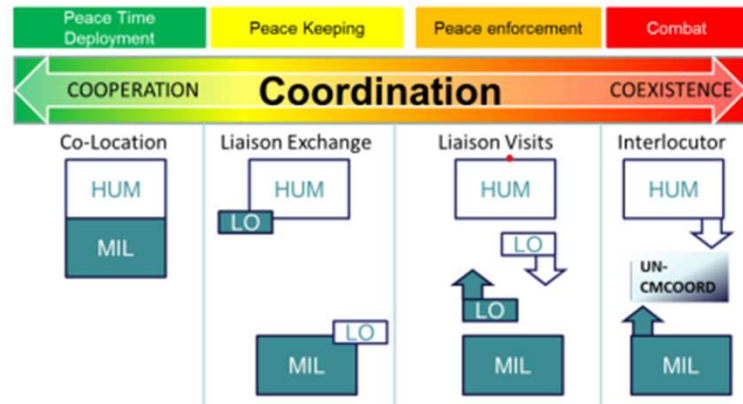 Peace Time
Deployment
Peace Keeping
Peace enforcement
Combat
COOPERATION
Coordination
COEXISTENCE
Co-Location
Liaison Exchange
Liaison Visits
Interlocutor
HUM
MIL
HUM
LO
LO
MIL
HUM
LO
LO
MIL
HUM
UN-
CMCOORD
MIL